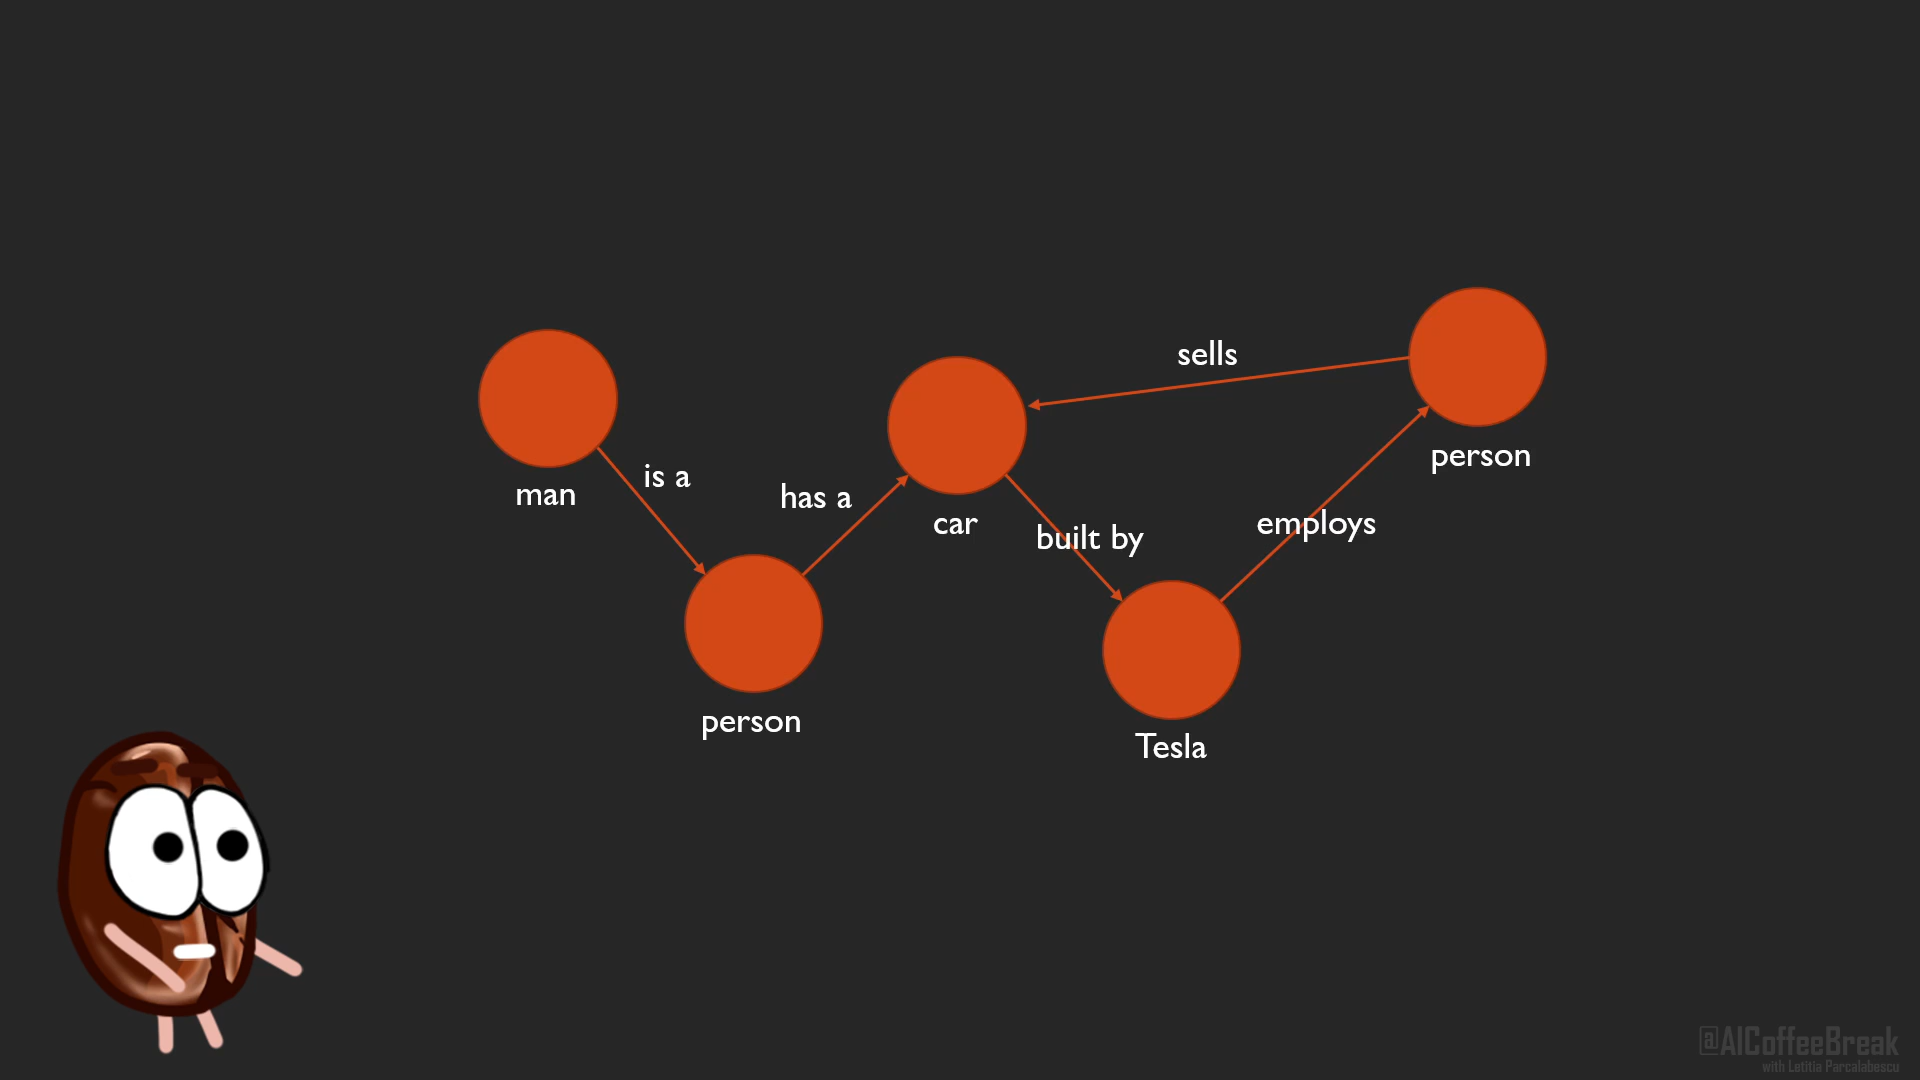 sells
person
is a
man
has a
car
built by
employs
person
Tesla
@AICoffeeBreak
with Letitia Parcalabescu